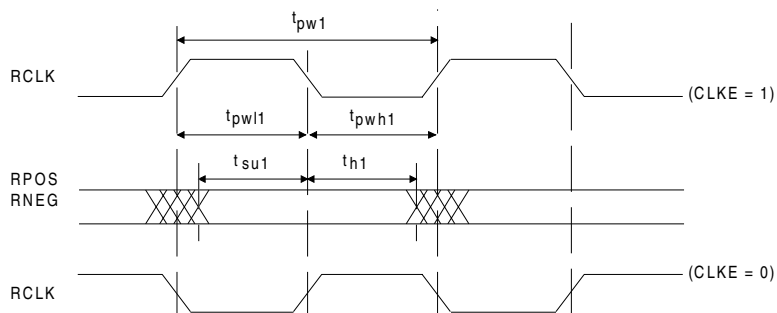 tpw1
RCLK
(CLKE = 1)
tpwl1
tpwh1
tsu1
th1
RPOS
RNEG
(CLKE = 0)
RCLK